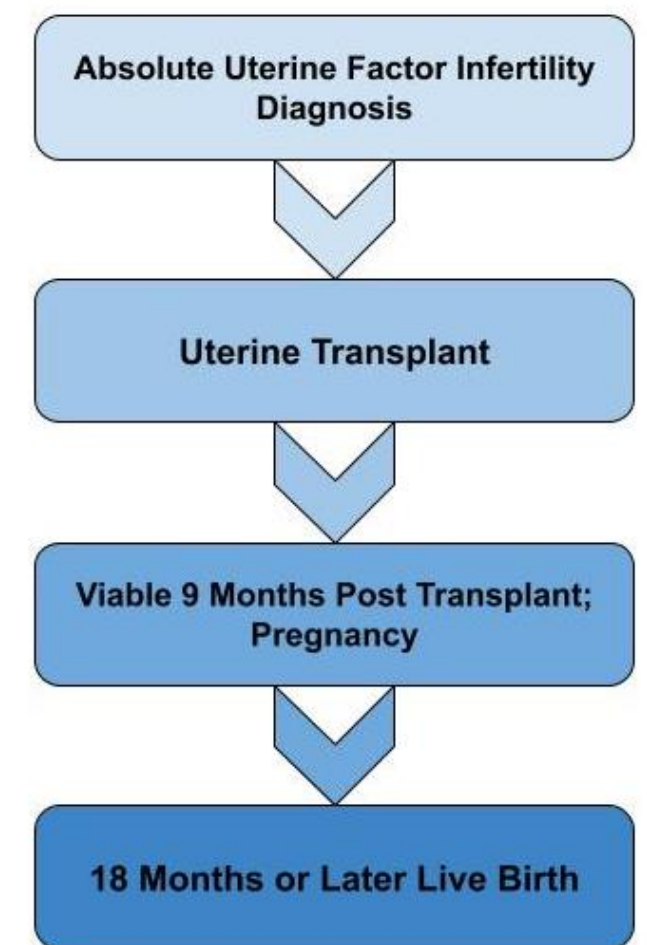 Absolute Uterine Factor Infertility
Diagnosis
Uterine Transplant
Viable 9 Months Post Transplant;
Pregnancy
18 Months or Later Live Birth